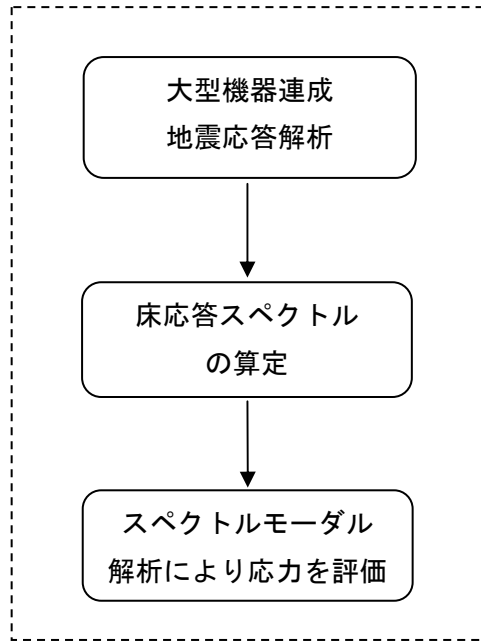 大型機器連成
地震応答解析
床応答スペクトル
の算定
スペクトルモーダル
解析により応力を評価